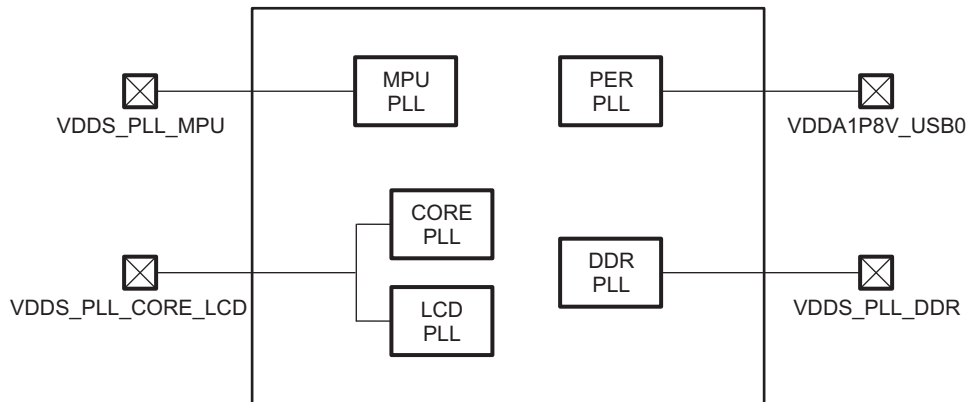 MPU
PLL
PER
PLL
VDDS_PLL_MPU
VDDA1P8V_USB0
CORE
PLL
DDR
PLL
VDDS_PLL_CORE_LCD
LCD
PLL
VDDS_PLL_DDR